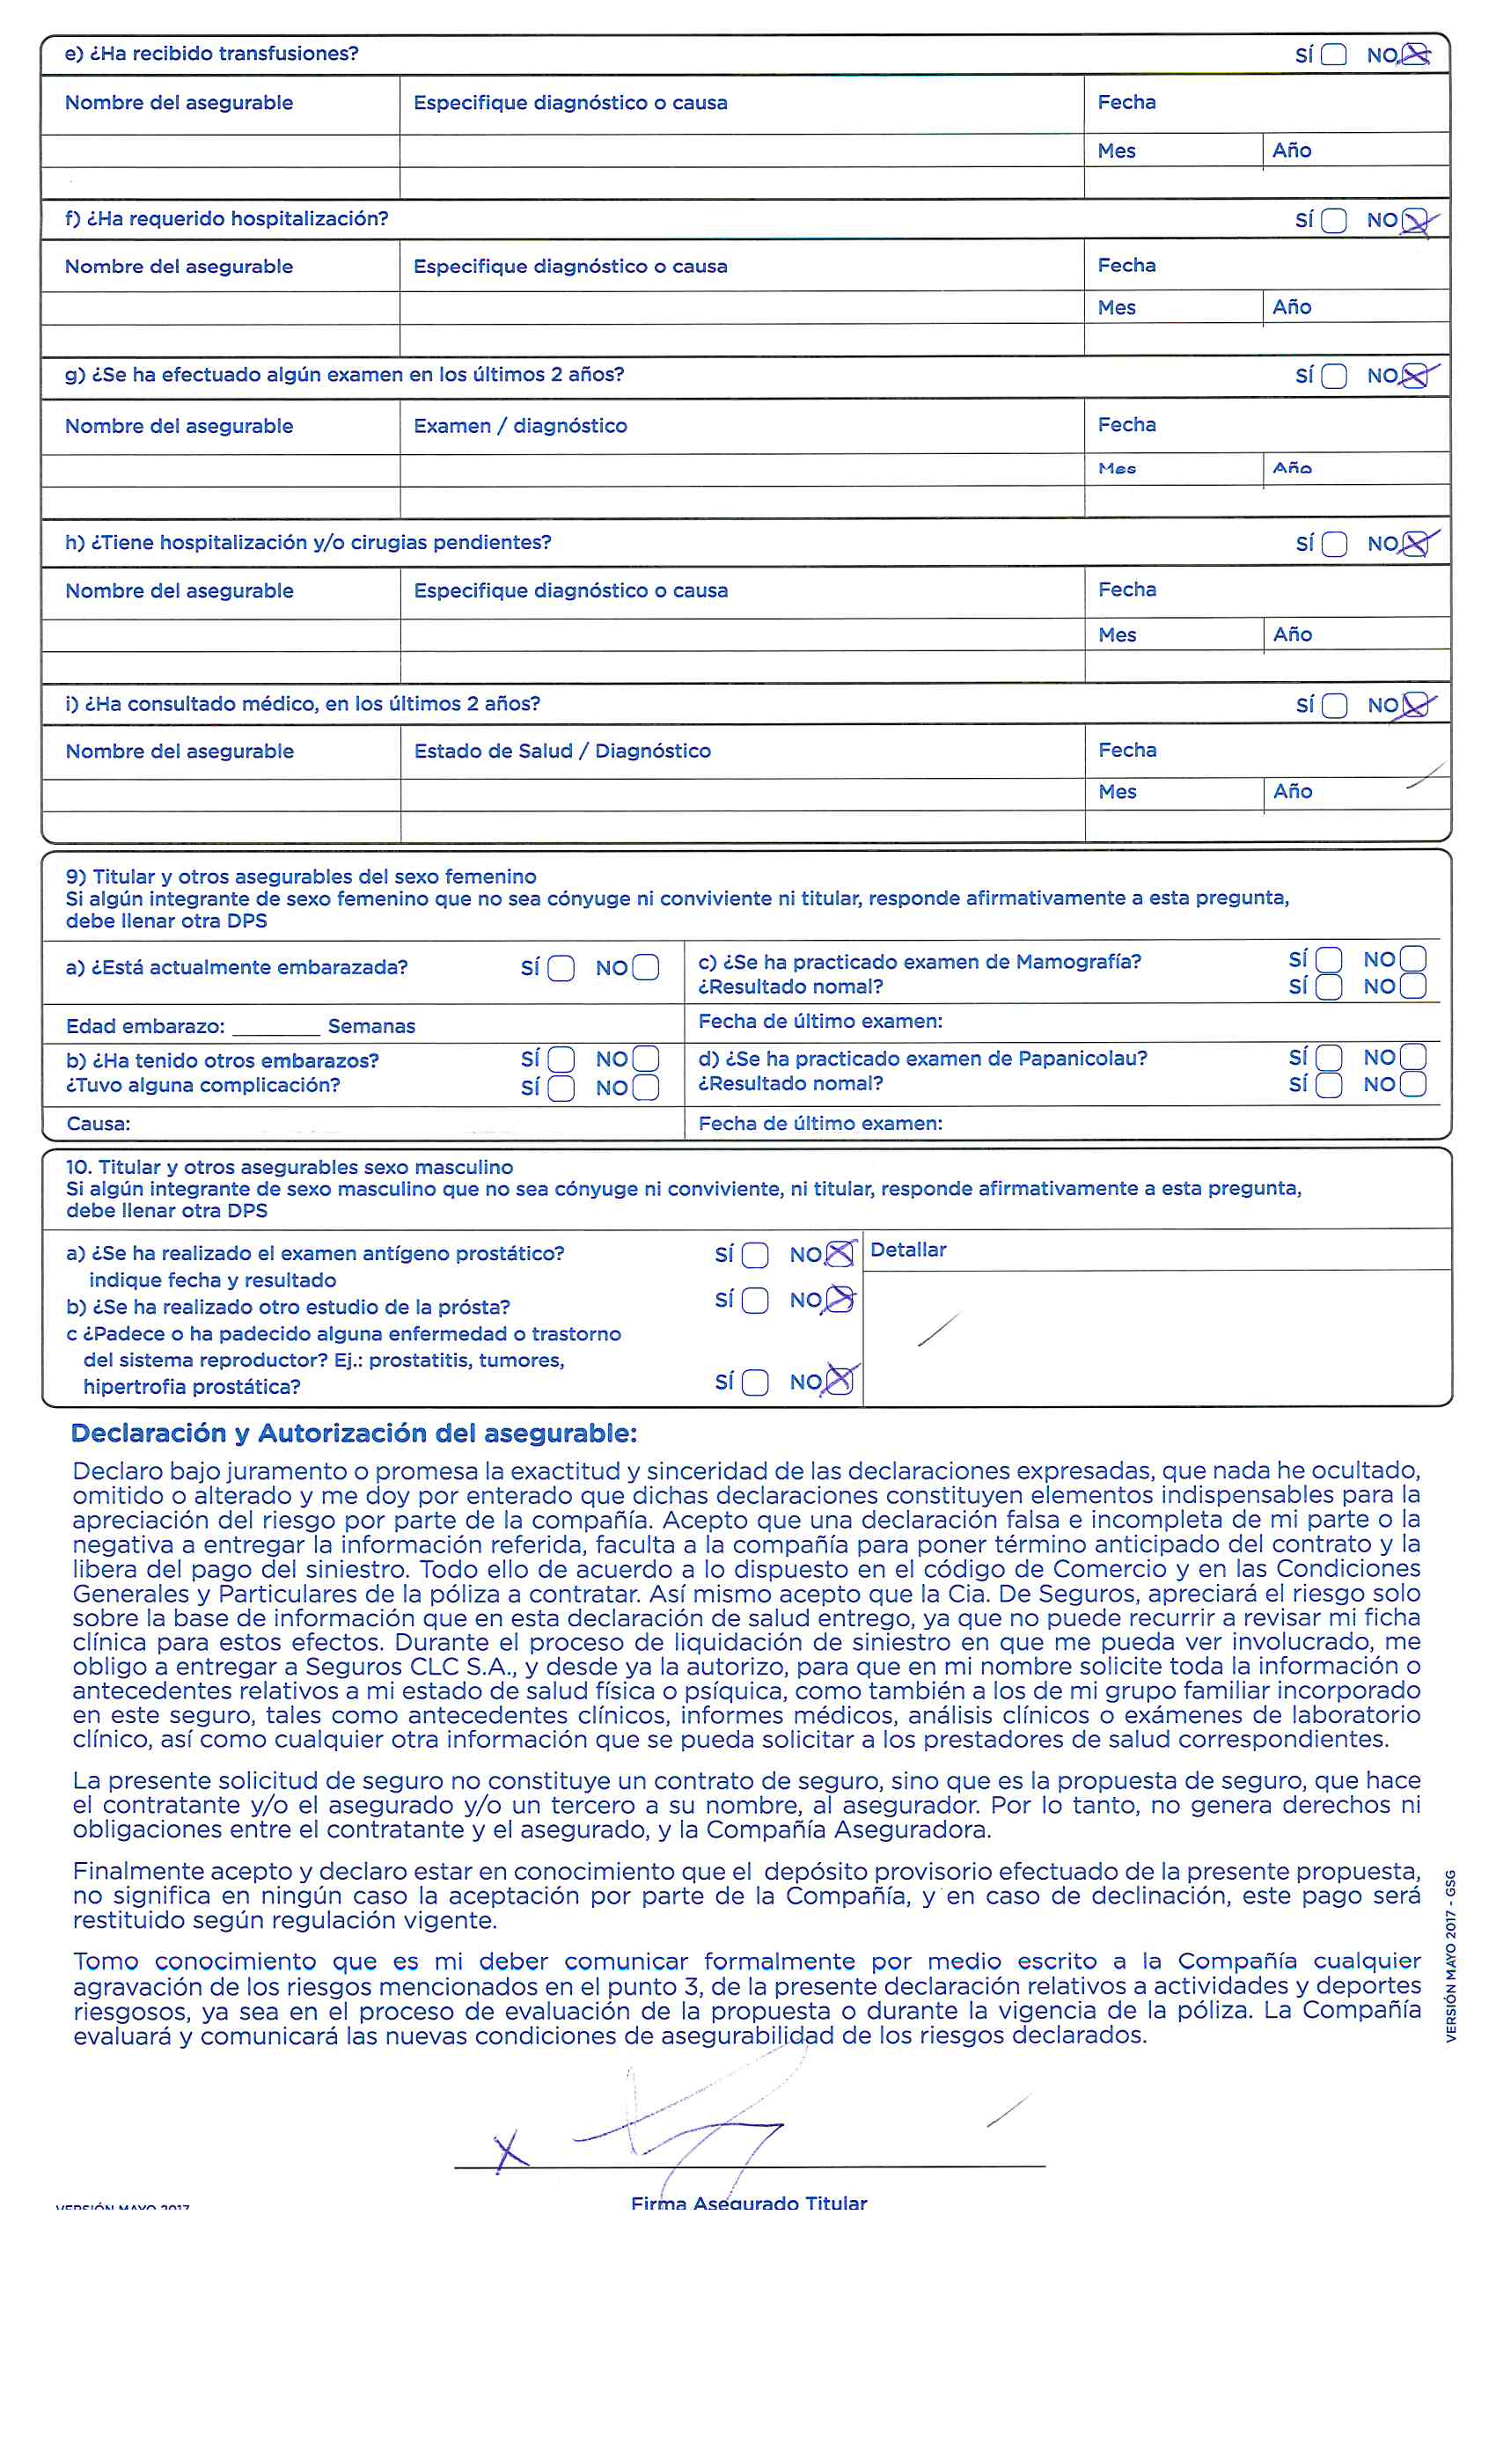 e) ¿Ha recibido transfusiones? SÍ NO X
Nombre del asegurable Especifique diagnóstico o causa Fecha
Mes Año
f) ¿Ha requerido hospitalización? SÍ NO X
Nombre del asegurable Especifique diagnóstico o causa Fecha
Mes Año
g) ¿Se ha efectuado algún examen en los últimos 2 años? SÍ NO X
Nombre del asegurable Examen / diagnóstico Fecha
Mes Año
h) ¿Tiene hospitalización y/o cirugias pendientes? SÍ NO X
Nombre del asegurable Especifique diagnóstico o causa Fecha
Mes Año
i) ¿Ha consultado médico, en los últimos 2 años? SÍ NO X
Nombre del asegurable Estado de Salud / Diagnóstico Fecha
Mes Año
9) Titular y otros asegurables del sexo femenino
Si algún integrante de sexo femenino que no sea cónyuge ni conviviente ni titular, responde afirmativamente a esta pregunta,
debe llenar otra DPS
a) ¿Está actualmente embarazada? SÍ NO
c) ¿Se ha practicado examen de Mamografía? SÍ NO
¿Resultado nomal? SÍ NO
Edad embarazo: ________ Semanas
Fecha de último examen:
b) ¿Ha tenido otros embarazos? SÍ NO
¿Tuvo alguna complicación? SÍ NO
d) ¿Se ha practicado examen de Papanicolau? SÍ NO
¿Resultado nomal? SÍ NO
Causa:
Fecha de último examen:
10. Titular y otros asegurables sexo masculino
Si algún integrante de sexo masculino que no sea cónyuge ni conviviente, ni titular, responde afirmativamente a esta pregunta,
debe llenar otra DPS
a) ¿Se ha realizado el examen antígeno prostático? SÍ NO X Detallar
indique fecha y resultado
b) ¿Se ha realizado otro estudio de la prósta? SÍ NO X
c ¿Padece o ha padecido alguna enfermedad o trastorno
del sistema reproductor? Ej.: prostatitis, tumores,
hipertrofia prostática? SÍ NO X
Declaración y Autorización del asegurable:
Declaro bajo juramento o promesa la exactitud y sinceridad de las declaraciones expresadas, que nada he ocultado,
omitido o alterado y me doy por enterado que dichas declaraciones constituyen elementos indispensables para la
apreciación del riesgo por parte de la compañía. Acepto que una declaración falsa e incompleta de mi parte o la
negativa a entregar la información referida, faculta a la compañía para poner término anticipado del contrato y la
libera del pago del siniestro. Todo ello de acuerdo a lo dispuesto en el código de Comercio y en las Condiciones
Generales y Particulares de la póliza a contratar. Así mismo acepto que la Cia. De Seguros, apreciará el riesgo solo
sobre la base de información que en esta declaración de salud entrego, ya que no puede recurrir a revisar mi ficha
clínica para estos efectos. Durante el proceso de liquidación de siniestro en que me pueda ver involucrado, me
obligo a entregar a Seguros CLC S.A., y desde ya la autorizo, para que en mi nombre solicite toda la información o
antecedentes relativos a mi estado de salud física o psíquica, como también a los de mi grupo familiar incorporado
en este seguro, tales como antecedentes clínicos, informes médicos, análisis clínicos o exámenes de laboratorio
clínico, así como cualquier otra información que se pueda solicitar a los prestadores de salud correspondientes.
La presente solicitud de seguro no constituye un contrato de seguro, sino que es la propuesta de seguro, que hace
el contratante y/o el asegurado y/o un tercero a su nombre, al asegurador. Por lo tanto, no genera derechos ni
obligaciones entre el contratante y el asegurado, y la Compañía Aseguradora.
Finalmente acepto y declaro estar en conocimiento que el depósito provisorio efectuado de la presente propuesta,
no significa en ningún caso la aceptación por parte de la Compañía, y en caso de declinación, este pago será
restituido según regulación vigente.
Tomo conocimiento que es mi deber comunicar formalmente por medio escrito a la Compañía cualquier
agravación de los riesgos mencionados en el punto 3, de la presente declaración relativos a actividades y deportes
riesgosos, ya sea en el proceso de evaluación de la propuesta o durante la vigencia de la póliza. La Compañía
evaluará y comunicará las nuevas condiciones de asegurabilidad de los riesgos declarados.
VERSIÓN MAYO 2017 - GSG
X
Firma Asegurado Titular
VERSIÓN MAYO 2017